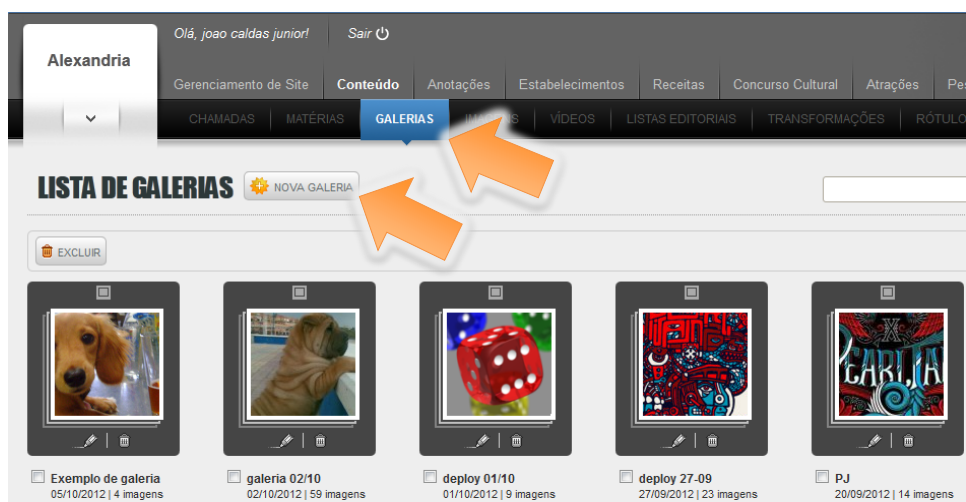 Olá, joao caldas junior! Sair
Alexandria
Gerenciamento de Site Conteúdo Anotações Estabelecimentos Receitas Concurso Cultural Atrações
CHAMADAS MATÉRIAS GALERIAS VÍDEOS LISTAS EDITORIAIS TRANSFORMAÇÕES
LISTA DE GALERIAS NOVA GALERIA
EXCLUIR
Exemplo de galeria galeria 02/10 deploy 01/10 deploy 27-09 PJ
05/10/2012 | 4 imagens 02/10/2012 | 59 imagens 01/10/2012 | 9 imagens 27/09/2012 | 23 imagens 20/09/2012 | 14 imagens